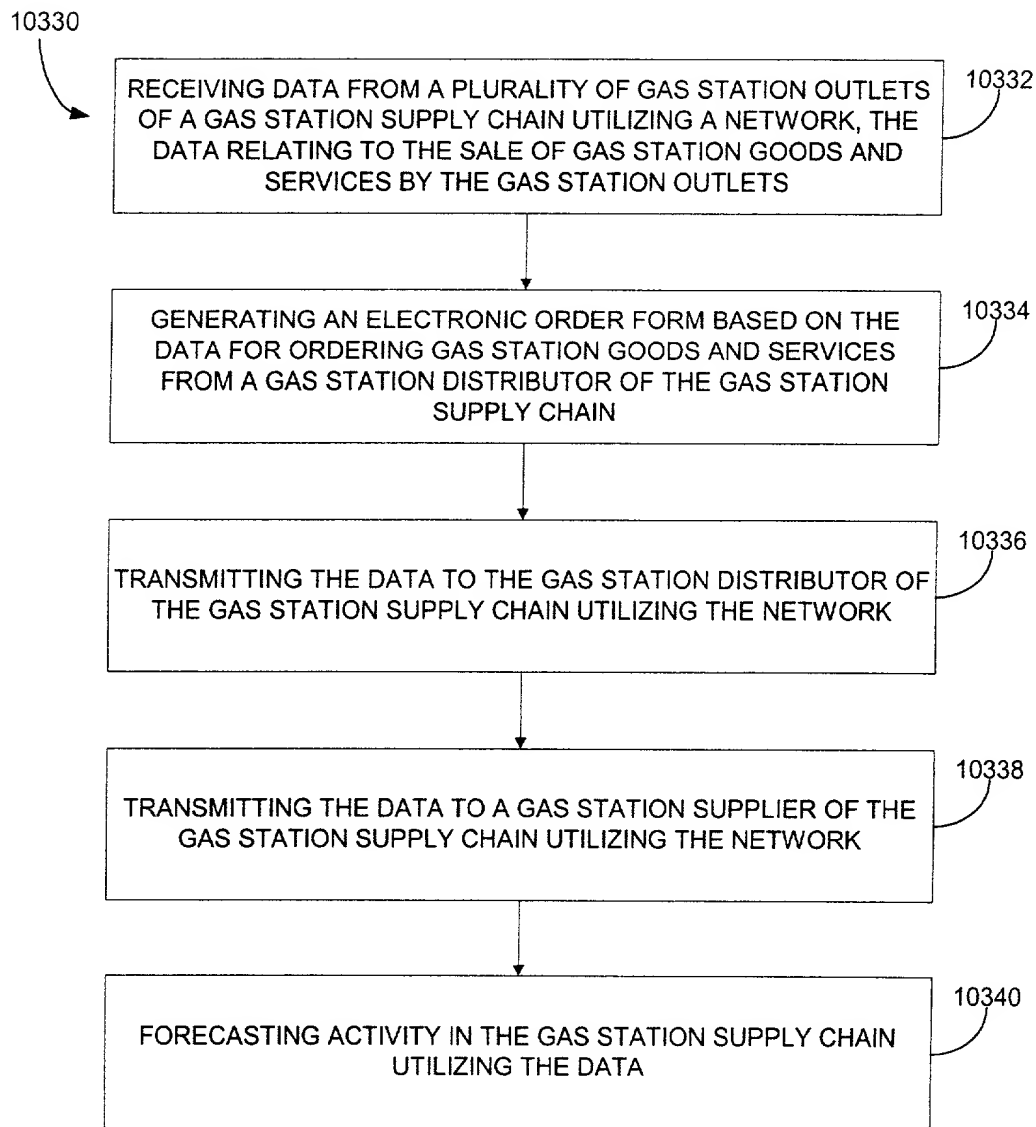 10330
10332
RECEIVING DATA FROM A PLURALITY OF GAS STATION OUTLETS
OF A GAS STATION SUPPLY CHAIN UTILIZING A NETWORK, THE
DATA RELATING TO THE SALE OF GAS STATION GOODS AND
SERVICES BY THE GAS STATION OUTLETS
10334
GENERATING AN ELECTRONIC ORDER FORM BASED ON THE
DATA FOR ORDERING GAS STATION GOODS AND SERVICES
FROM A GAS STATION DISTRIBUTOR OF THE GAS STATION
SUPPLY CHAIN
10336
TRANSMITTING THE DATA TO THE GAS STATION DISTRIBUTOR OF
THE GAS STATION SUPPLY CHAIN UTILIZING THE NETWORK
10338
TRANSMITTING THE DATA TO A GAS STATION SUPPLIER OF THE
GAS STATION SUPPLY CHAIN UTILIZING THE NETWORK
10340
FORECASTING ACTIVITY IN THE GAS STATION SUPPLY CHAIN
UTILIZING THE DATA